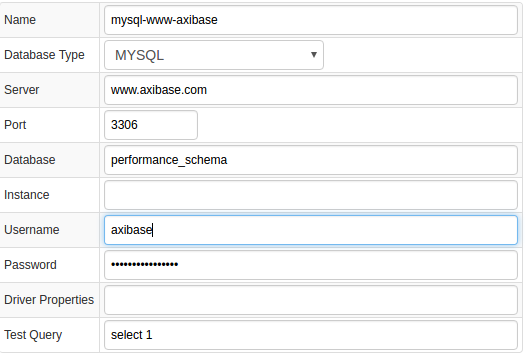 Name mysql-www-axibase
Database Type MYSQL
Server www.axibase.com
Port 3306
Database performance_schema
Instance
Username axibase
Password ••••••••••••••••
Driver Properties
Test Query select 1